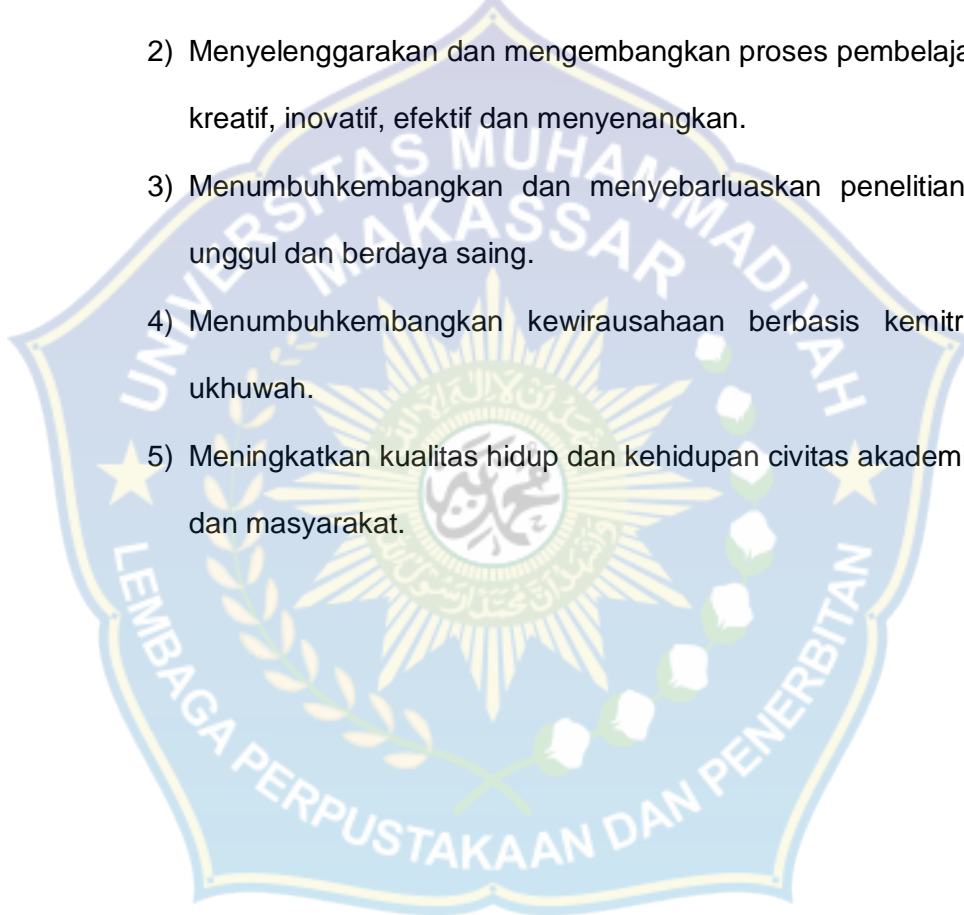 2) Menyelenggarakan dan mengembangkan proses pembelaja
kreatif, inovatif, efektif dan menyenangkan.
3) Menumbuhkembangkan dan menyebarluaskan penelitian
unggul dan berdaya saing.
4) Menumbuhkembangkan kewirausahaan berbasis kemitr
ukhuwah.
5) Meningkatkan kualitas hidup dan kehidupan civitas akadem
dan masyarakat.
UNIVERSITAS MUHAMMADIYAH
MAKASSAR
LEMBAGA PERPUSTAKAAN DAN PENERBITAN